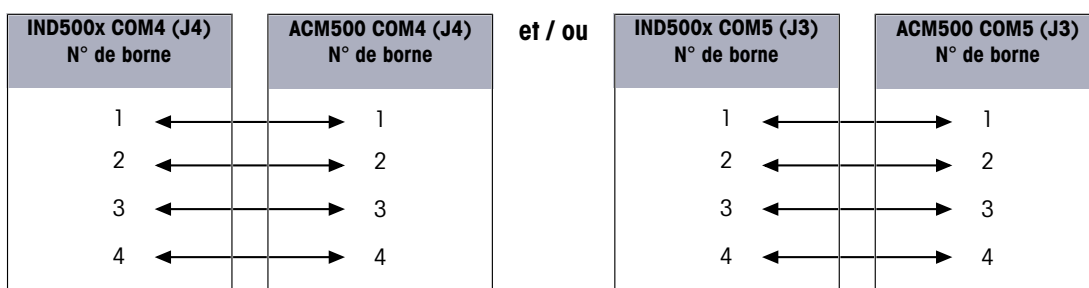 IND500x COM4 (J4)
N° de borne
ACM500 COM4 (J4)
N° de borne
1 1
2 2
3 3
4 4
et / ou
IND500x COM5 (J3)
N° de borne
ACM500 COM5 (J3)
N° de borne
1 1
2 2
3 3
4 4